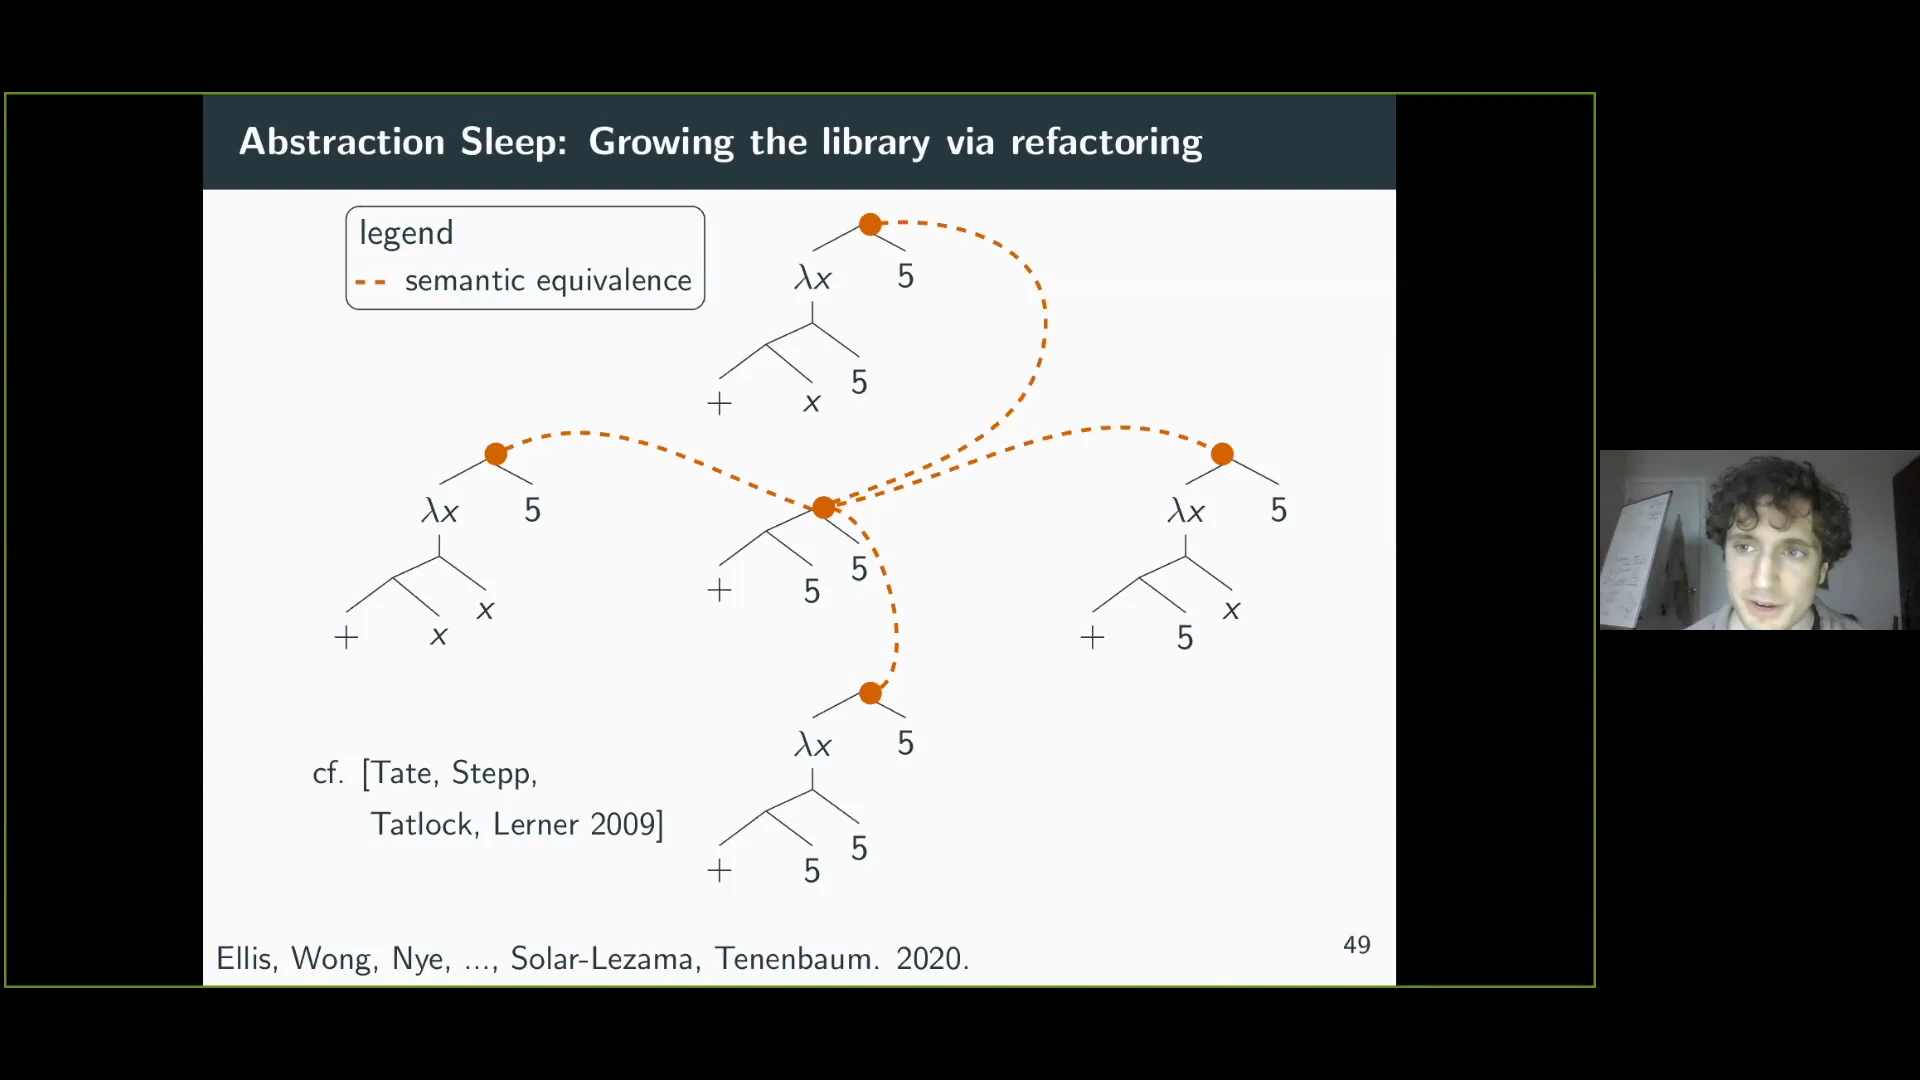 Abstraction Sleep: Growing the library via refactoring
legend
-- semantic equivalence
λx 5
5
+ x
λx 5
x
+ x
5
+ 5
λx 5
x
+ 5
λx 5
5
+ 5
cf. [Tate, Stepp,
Tatlock, Lerner 2009]
Ellis, Wong, Nye, ..., Solar-Lezama, Tenenbaum. 2020.
49